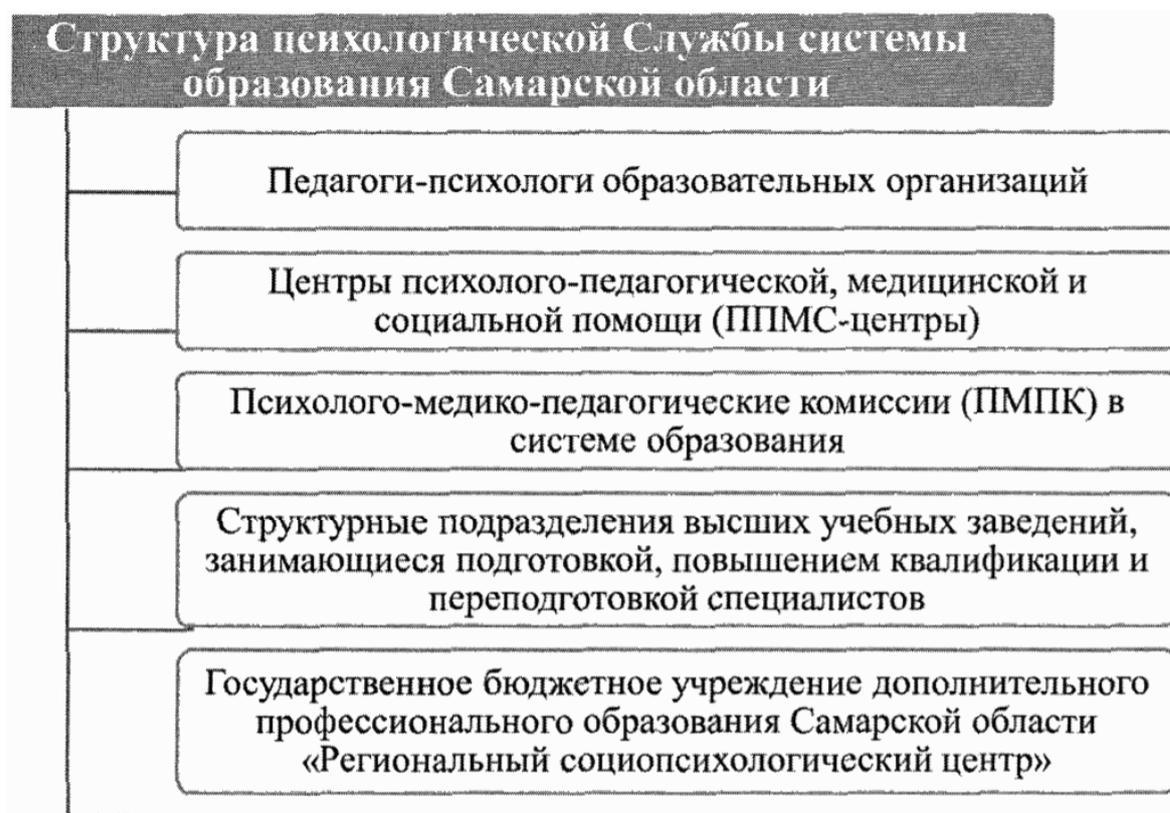 Структура психологической Службы системы
образования Самарской области
Педагоги-психологи образовательных организаций
Центры психолого-педагогической, медицинской и
социальной помощи (ППМС-центры)
Психолого-медико-педагогические комиссии (ПМПК) в
системе образования
Структурные подразделения высших учебных заведений,
занимающиеся подготовкой, повышением квалификации и
переподготовкой специалистов
Государственное бюджетное учреждение дополнительного
профессионального образования Самарской области
«Региональный социопсихологический центр»